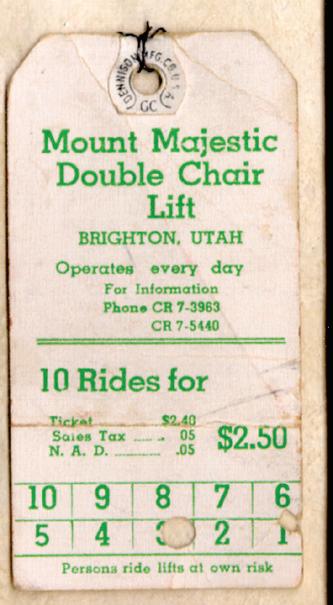 DENNISON MFG.CO.U.S.A.
GC
Mount Majestic
Double Chair
Lift
BRIGHTON, UTAH
Operates every day
For Information
Phone CR 7-3963
CR 7-5440
10 Rides for
Ticket $2.40
Sales Tax ..... . 05
N. A. D. ............. .05
$2.50
10 9 8 7 6
5 4 3 2 1
Persons ride lifts at own risk